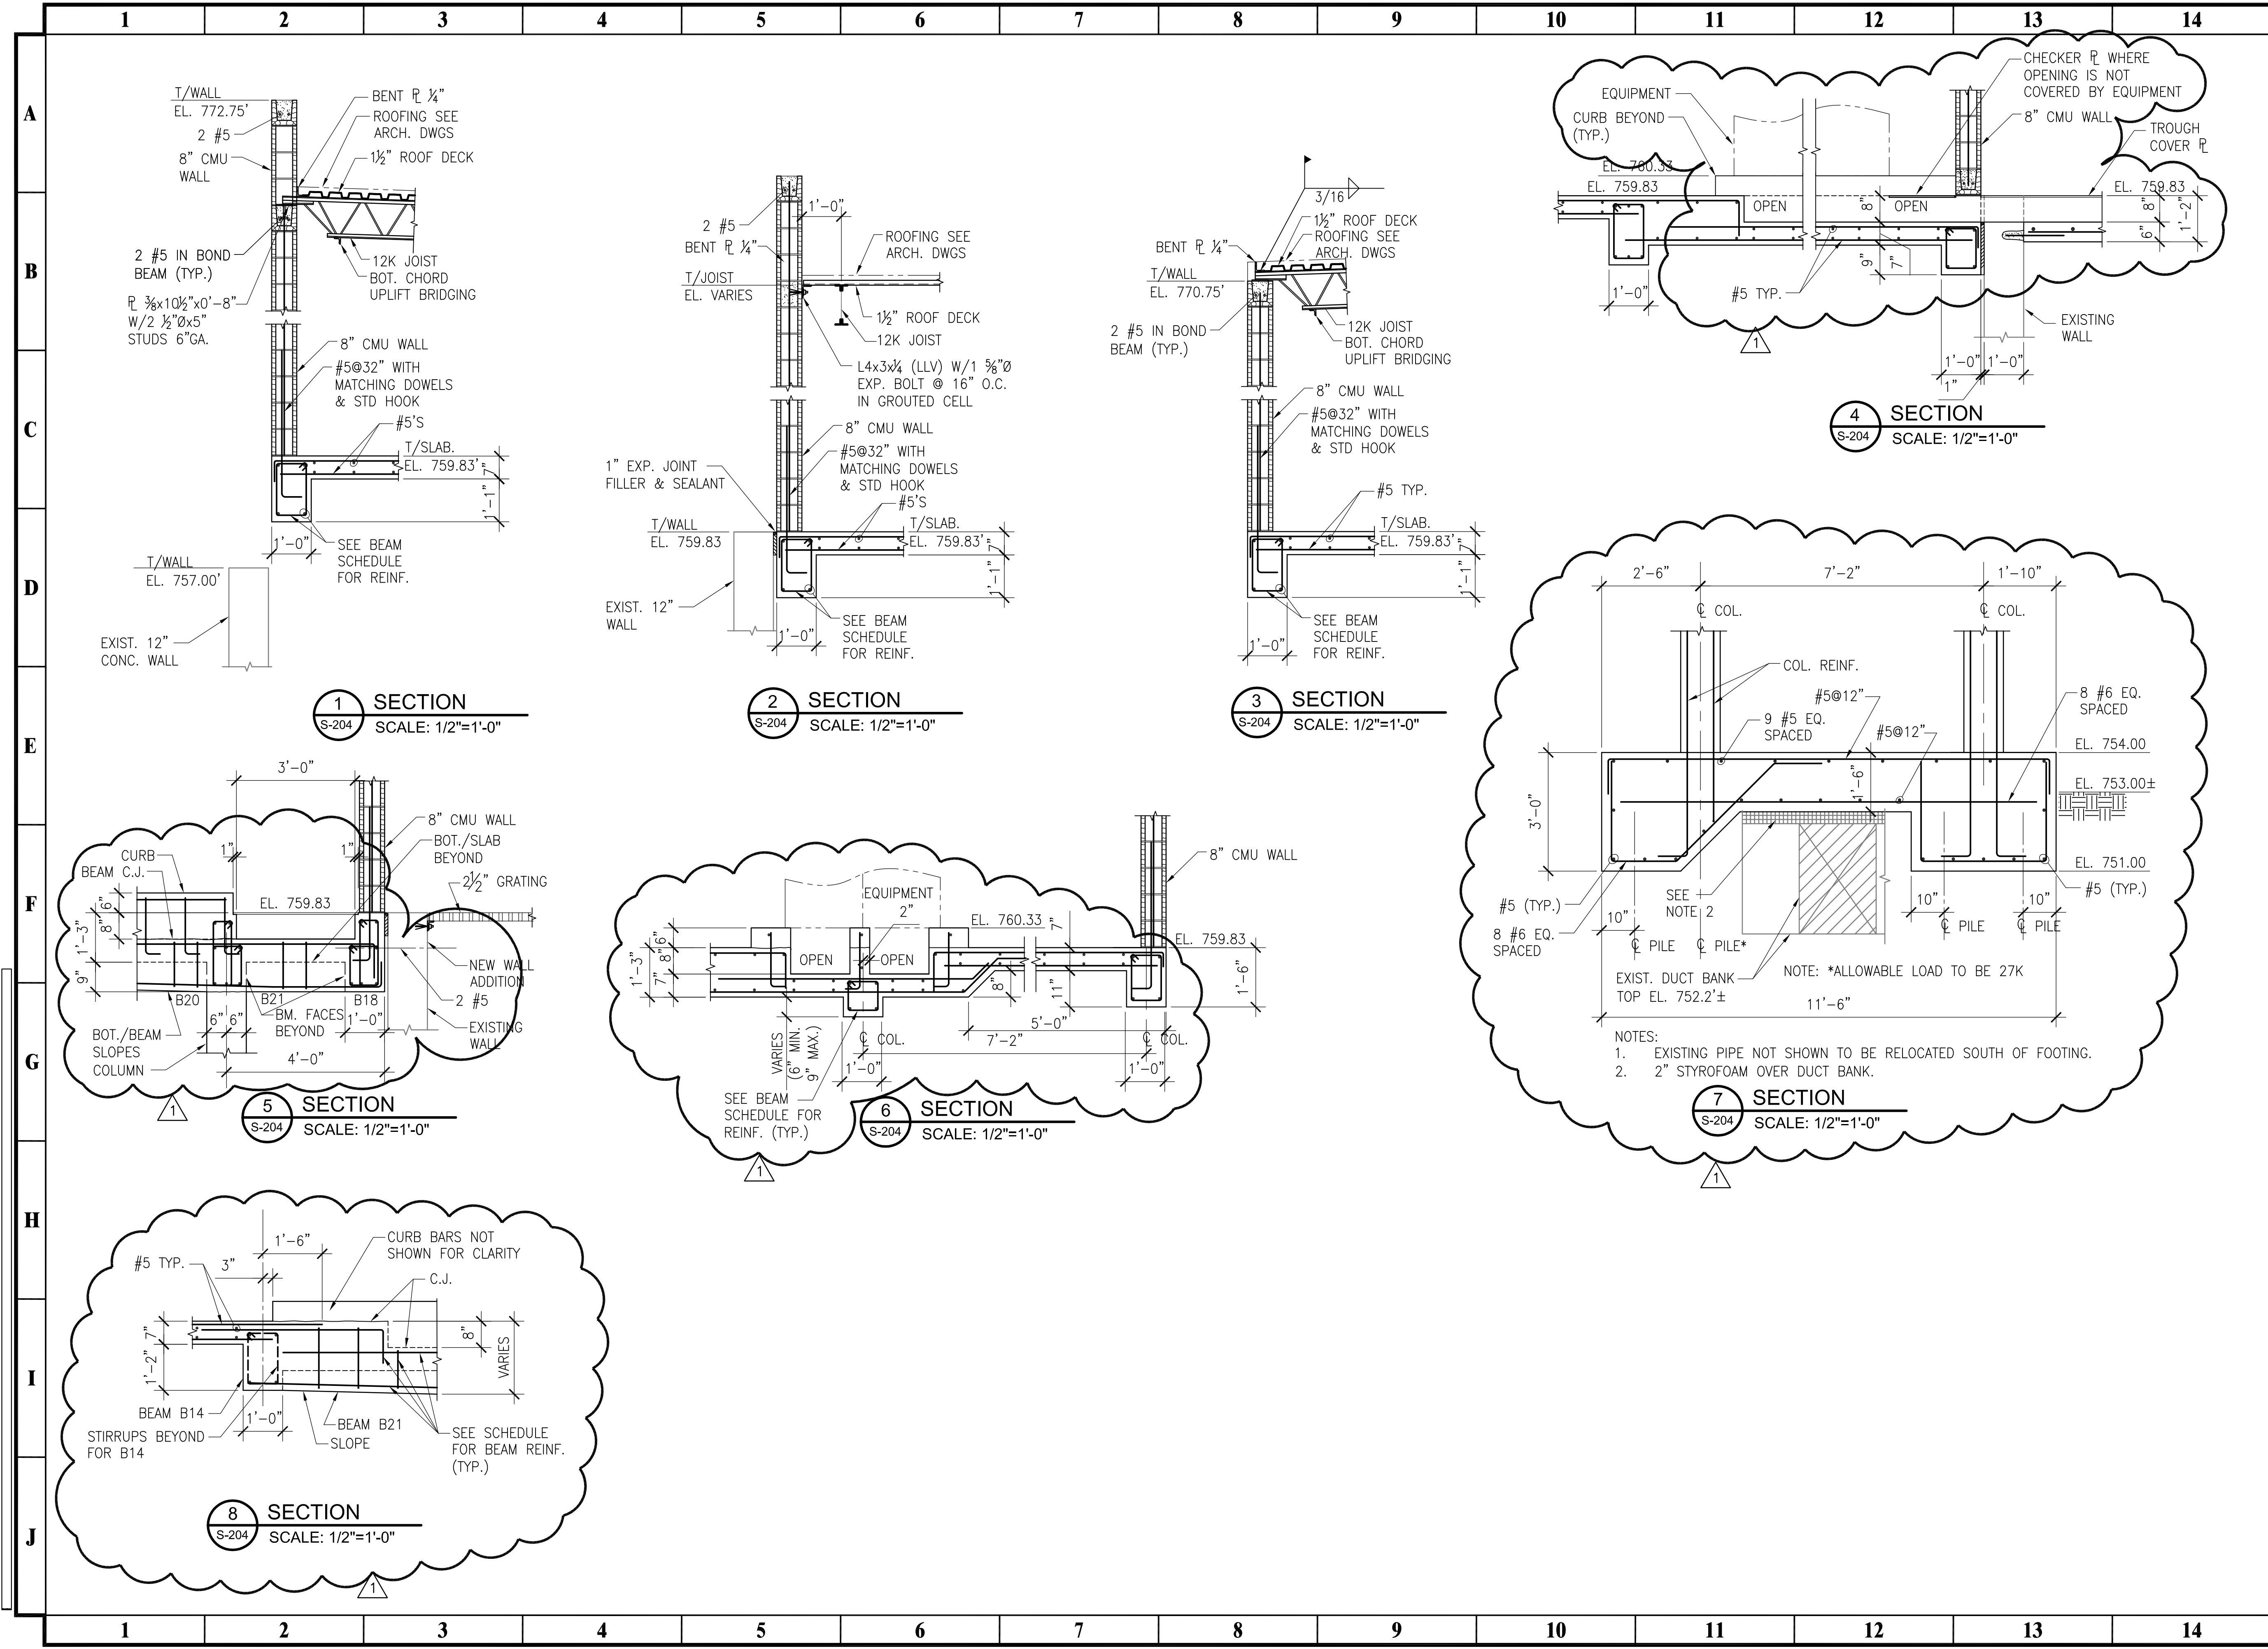 1 2 3 4 5 6 7 8 9 10 11 12 13 14
A
B
C
D
E
F
G
H
I
J
T/WALL
EL. 772.75'
2 #5
8" CMU
WALL
BENT ℄ ¼"
ROOFING SEE
ARCH. DWGS
1½" ROOF DECK
2 #5 IN BOND
BEAM (TYP.)
℄ ⅜x10½"x0'-8"
W/2 ½"Øx5"
STUDS 6"GA.
12K JOIST
BOT. CHORD
UPLIFT BRIDGING
8" CMU WALL
#5@32" WITH
MATCHING DOWELS
& STD HOOK
#5'S
T/SLAB.
EL. 759.83'
7"
1'-1"
1'-0"
SEE BEAM
SCHEDULE
FOR REINF.
T/WALL
EL. 757.00'
EXIST. 12"
CONC. WALL
1
S-204
SECTION
SCALE: 1/2"=1'-0"
2 #5
BENT ℄ ¼"
1'-0"
ROOFING SEE
ARCH. DWGS
T/JOIST
EL. VARIES
1½" ROOF DECK
12K JOIST
L4x3x¼ (LLV) W/1 ⅝"Ø
EXP. BOLT @ 16" O.C.
IN GROUTED CELL
8" CMU WALL
#5@32" WITH
MATCHING DOWELS
& STD HOOK
#5'S
1" EXP. JOINT
FILLER & SEALANT
T/WALL
EL. 759.83
T/SLAB.
EL. 759.83'
7"
1'-1"
EXIST. 12"
WALL
1'-0"
SEE BEAM
SCHEDULE
FOR REINF.
2
S-204
SECTION
SCALE: 1/2"=1'-0"
3/16
1½" ROOF DECK
ROOFING SEE
ARCH. DWGS
BENT ℄ ¼"
T/WALL
EL. 770.75'
2 #5 IN BOND
BEAM (TYP.)
12K JOIST
BOT. CHORD
UPLIFT BRIDGING
8" CMU WALL
#5@32" WITH
MATCHING DOWELS
& STD HOOK
#5 TYP.
T/SLAB.
EL. 759.83'
7"
1'-1"
1'-0"
SEE BEAM
SCHEDULE
FOR REINF.
3
S-204
SECTION
SCALE: 1/2"=1'-0"
CHECKER ℄ WHERE
OPENING IS NOT
COVERED BY EQUIPMENT
EQUIPMENT
CURB BEYOND
(TYP.)
8" CMU WALL
TROUGH
COVER ℄
EL. 760.33
EL. 759.83
EL. 759.83
OPEN
8"
OPEN
8"
6"
1'-2"
9"
7"
1'-0"
#5 TYP.
EXISTING
WALL
1'-0"
1'-0"
1"
1
4
S-204
SECTION
SCALE: 1/2"=1'-0"
3'-0"
8" CMU WALL
BOT./SLAB
BEYOND
2½" GRATING
CURB
BEAM C.J.
1"
1"
EL. 759.83
6"
8"
1'-3"
9"
B20
B21
B18
NEW WALL
ADDITION
2 #5
EXISTING
WALL
BOT./BEAM
SLOPES
COLUMN
6" 6"
BM. FACES
BEYOND
1'-0"
4'-0"
1
5
S-204
SECTION
SCALE: 1/2"=1'-0"
8" CMU WALL
EQUIPMENT
2"
EL. 760.33
EL. 759.83
OPEN
OPEN
6"
8"
7"
1'-3"
7"
8"
11"
1'-6"
VARIES
(6" MIN.
9" MAX.)
5'-0"
7'-2"
℄ COL.
℄ COL.
1'-0"
1'-0"
SEE BEAM
SCHEDULE FOR
REINF. (TYP.)
1
6
S-204
SECTION
SCALE: 1/2"=1'-0"
2'-6"
7'-2"
1'-10"
℄ COL.
℄ COL.
COL. REINF.
#5@12"
9 #5 EQ.
SPACED
#5@12"
8 #6 EQ.
SPACED
EL. 754.00
EL. 753.00±
EL. 751.00
3'-0"
1'-6"
#5 (TYP.)
8 #6 EQ.
SPACED
SEE
NOTE 2
#5 (TYP.)
10"
10"
10"
℄ PILE
℄ PILE*
℄ PILE
℄ PILE
EXIST. DUCT BANK
TOP EL. 752.2'±
NOTE: *ALLOWABLE LOAD TO BE 27K
11'-6"
NOTES:
1. EXISTING PIPE NOT SHOWN TO BE RELOCATED SOUTH OF FOOTING.
2. 2" STYROFOAM OVER DUCT BANK.
7
S-204
SECTION
SCALE: 1/2"=1'-0"
1
1'-6"
CURB BARS NOT
SHOWN FOR CLARITY
#5 TYP.
3"
C.J.
7"
1'-2"
8"
VARIES
BEAM B14
STIRRUPS BEYOND
FOR B14
1'-0"
BEAM B21
SLOPE
SEE SCHEDULE
FOR BEAM REINF.
(TYP.)
8
S-204
SECTION
SCALE: 1/2"=1'-0"
1
1 2 3 4 5 6 7 8 9 10 11 12 13 14